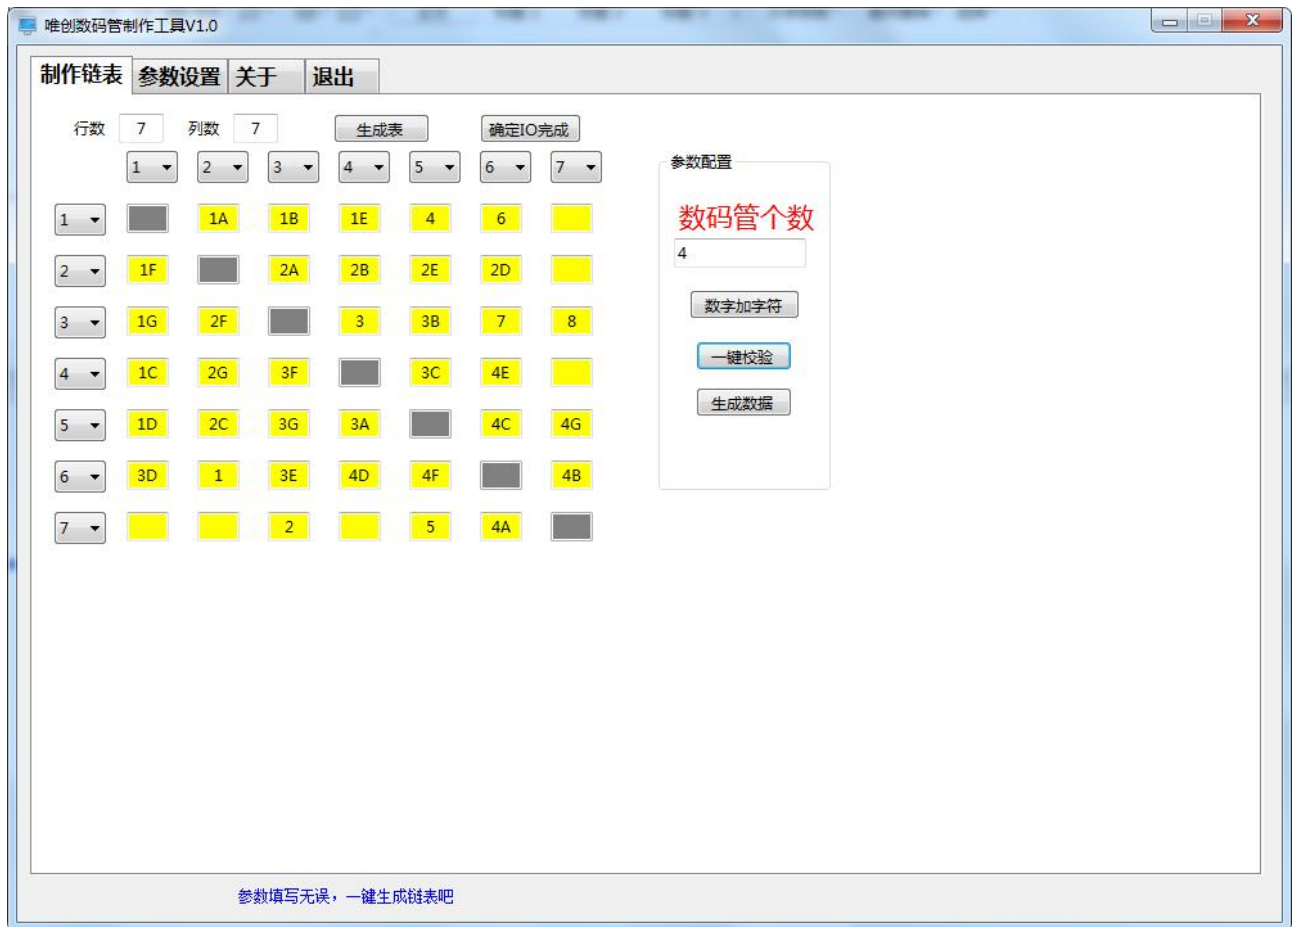 唯创数码管制作工具V1.0
制作链表 参数设置 关于 退出
行数 7 列数 7 生成表 确定IO完成
1 2 3 4 5 6 7
参数配置
1 1A 1B 1E 4 6
数码管个数
4
2 1F 2A 2B 2E 2D
数字加字符
3 1G 2F 3 3B 7 8
一键校验
4 1C 2G 3F 3C 4E
生成数据
5 1D 2C 3G 3A 4C 4G
6 3D 1 3E 4D 4F 4B
7 2 5 4A
参数填写无误，一键生成链表吧